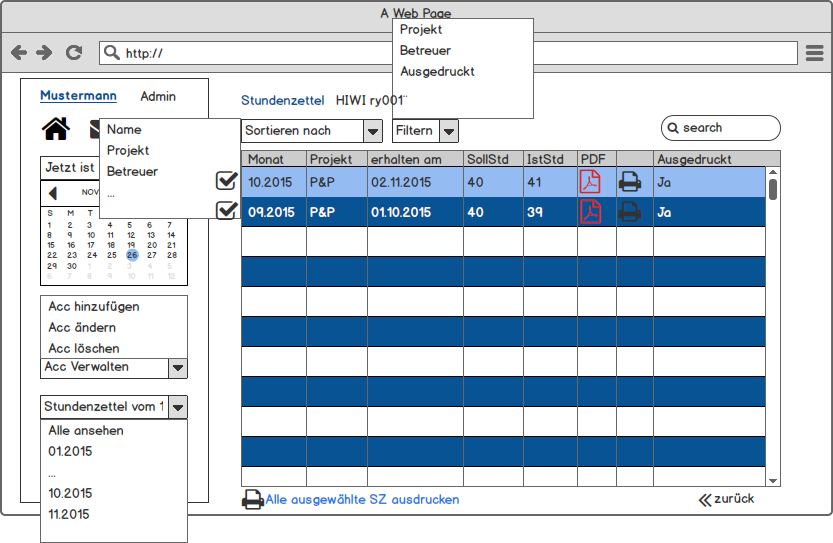 A Web Page
http://
Projekt
Betreuer
Ausgedruckt
Mustermann Admin
Stundenzettel HIWI ry001
Name
Projekt
Betreuer
...
Sortieren nach
Filtern
search
Jetzt ist
NOV
S M T
1 2 3 4 5 6 7
8 9 10 11 12 13 14
15 16 17 18 19 20 21
22 23 24 25 26 27 28
29 30 1 2 3 4 5
6 7 8 9 10 11 12
Monat Projekt erhalten am SollStd IstStd PDF Ausgedruckt
10.2015 P&P 02.11.2015 40 41 Ja
09.2015 P&P 01.10.2015 40 39 Ja
Acc hinzufügen
Acc ändern
Acc löschen
Acc Verwalten
Stundenzettel vom 1
Alle ansehen
01.2015
...
10.2015
11.2015
Alle ausgewählte SZ ausdrucken
zurück